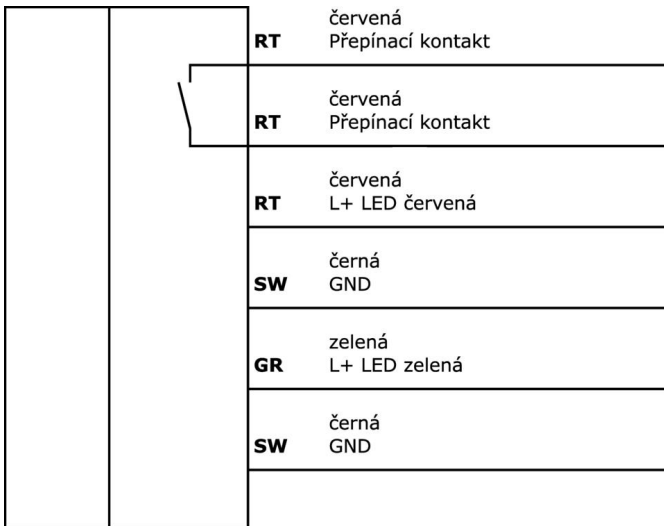 červená
RT Přepínací kontakt
červená
RT Přepínací kontakt
červená
RT L+ LED červená
černá
SW GND
zelená
GR L+ LED zelená
černá
SW GND